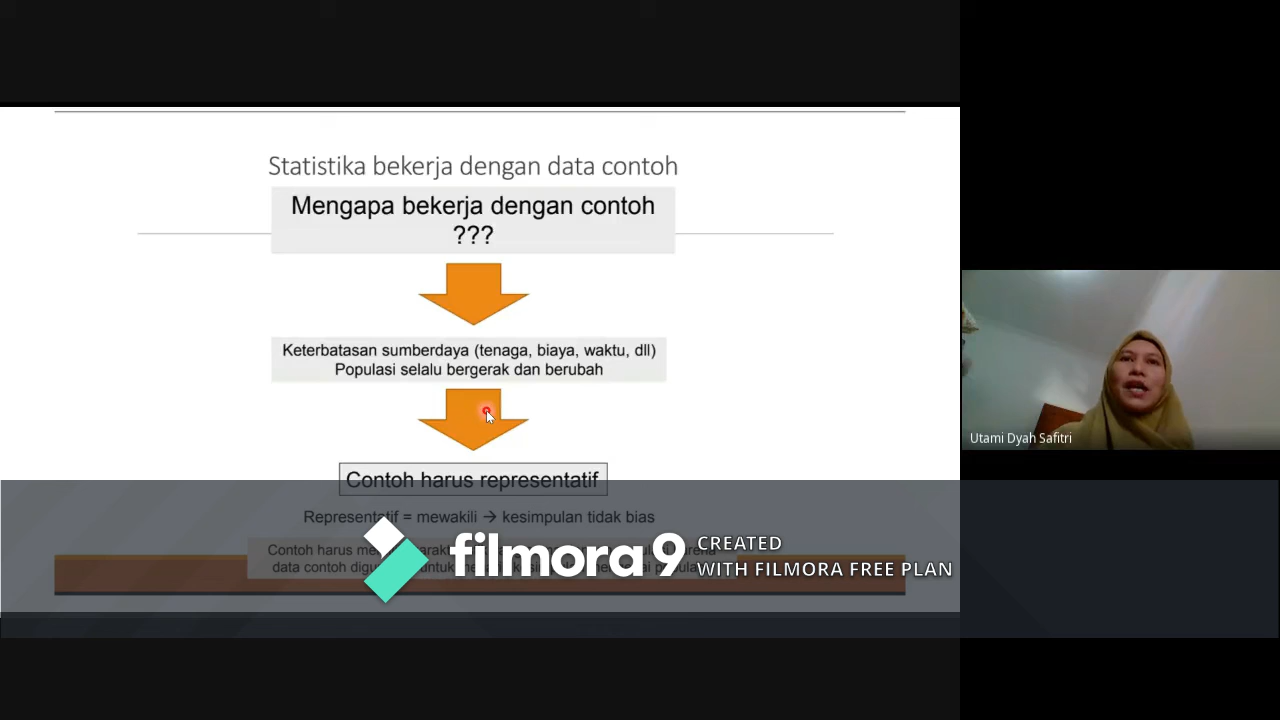 Statistika bekerja dengan data contoh
Mengapa bekerja dengan contoh
???
Keterbatasan sumberdaya (tenaga, biaya, waktu, dll)
Populasi selalu bergerak dan berubah
Contoh harus representatif
Representatif = mewakili → kesimpulan tidak bias
Contoh harus
data contoh
filmora9
CREATED
WITH FILMORA FREE PLAN
Utami Dyah Safitri